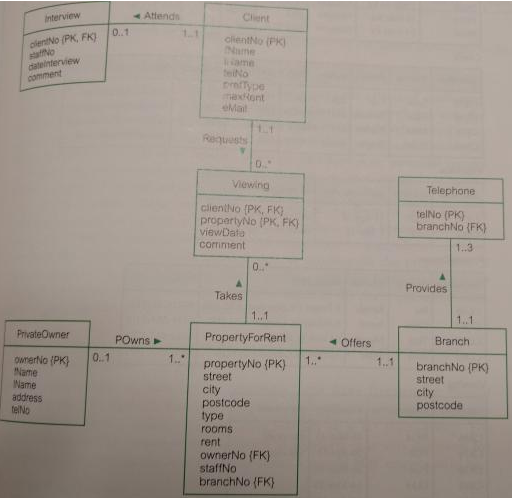 Interview
clientNo {PK, FK}
staffNo
dateInterview
comment
◄ Attends
0..1
1..1
Client
clientNo {PK}
fName
lName
telNo
prefType
maxRent
eMail
1..1
Requests
▼
0..*
Viewing
clientNo {PK, FK}
propertyNo {PK, FK}
viewDate
comment
0..*
▲
Takes
1..1
Telephone
telNo {PK}
branchNo {FK}
1..3
▲
Provides
1..1
PrivateOwner
ownerNo {PK}
fName
lName
address
telNo
POwns ►
0..1
1..*
PropertyForRent
propertyNo {PK}
street
city
postcode
type
rooms
rent
ownerNo {FK}
staffNo
branchNo {FK}
◄ Offers
1..*
1..1
Branch
branchNo {PK}
street
city
postcode